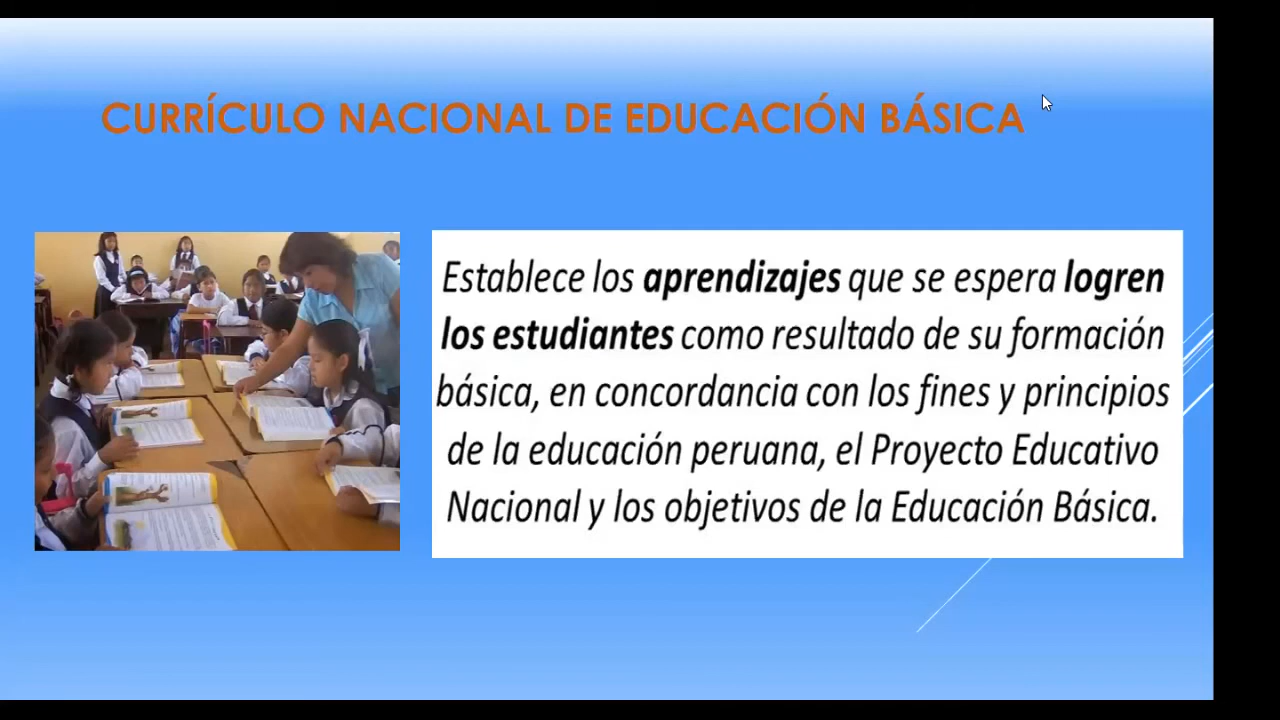 CURRÍCULO NACIONAL DE EDUCACIÓN BÁSICA
Establece los aprendizajes que se espera logren
los estudiantes como resultado de su formación
básica, en concordancia con los fines y principios
de la educación peruana, el Proyecto Educativo
Nacional y los objetivos de la Educación Básica.